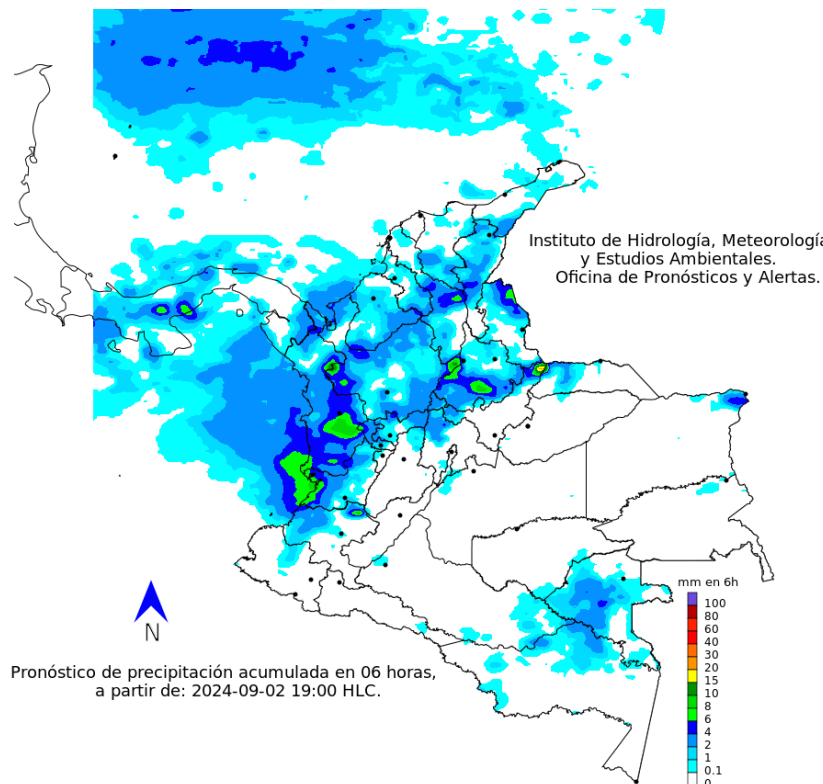 Instituto de Hidrología, Meteorología
y Estudios Ambientales.
Oficina de Pronósticos y Alertas.
mm en 6h
100
80
60
40
30
20
15
10
8
6
4
2
1
0.1
0
N
Pronóstico de precipitación acumulada en 06 horas,
a partir de: 2024-09-02 19:00 HLC.